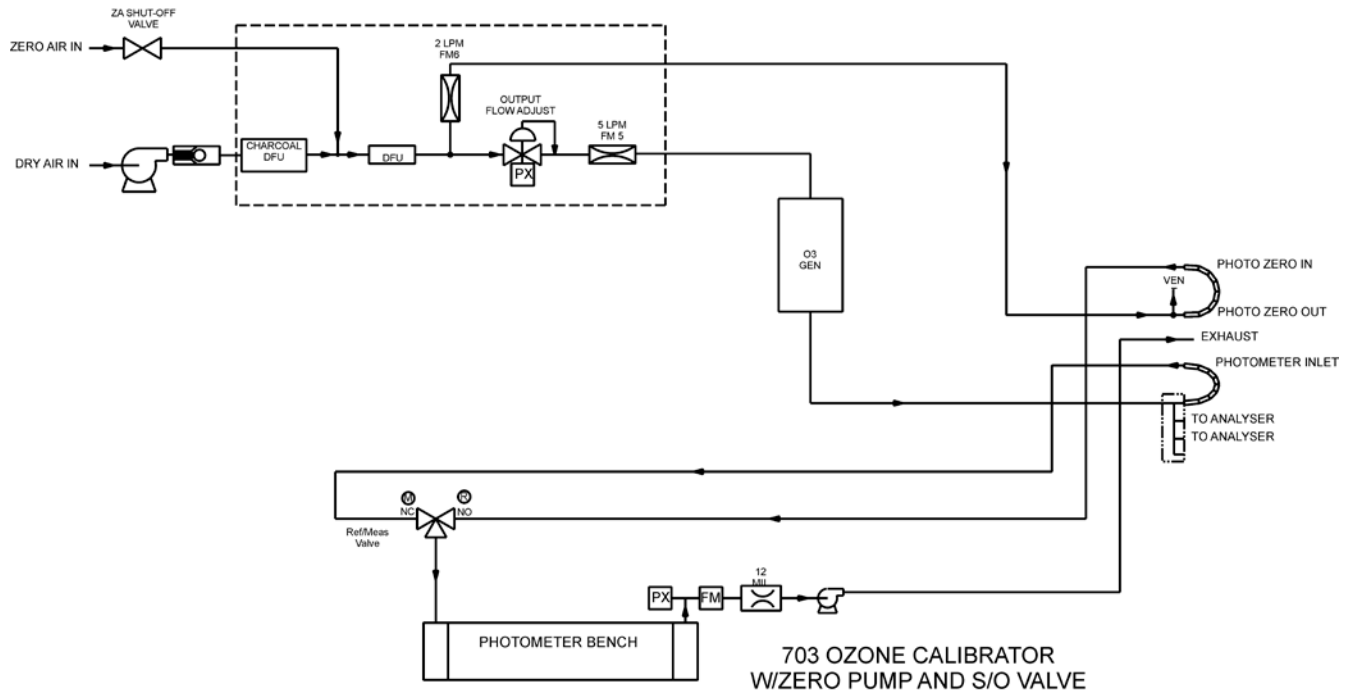 ZA SHUT-OFF
VALVE
ZERO AIR IN
2 LPM
FM6
OUTPUT
FLOW ADJUST
5 LPM
FM 5
DRY AIR IN
CHARCOAL
DFU
DFU
PX
O3
GEN
PHOTO ZERO IN
VEN
PHOTO ZERO OUT
EXHAUST
PHOTOMETER INLET
TO ANALYSER
TO ANALYSER
M
R
NC
NO
Ref/Meas
Valve
12
MIL
PX
FM
PHOTOMETER BENCH
703 OZONE CALIBRATOR
W/ZERO PUMP AND S/O VALVE